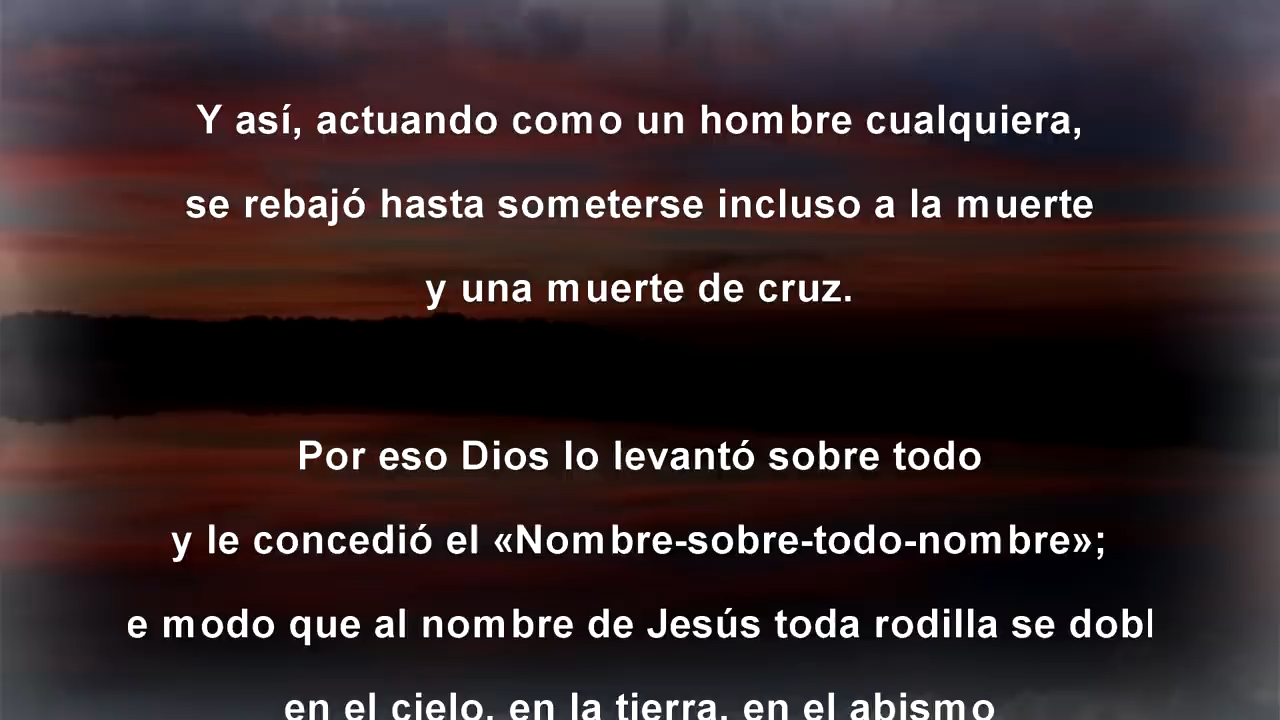 Y así, actuando como un hombre cualquiera,
se rebajó hasta someterse incluso a la muerte
y una muerte de cruz.
Por eso Dios lo levantó sobre todo
y le concedió el «Nombre-sobre-todo-nombre»;
e modo que al nombre de Jesús toda rodilla se dobl
en el cielo, en la tierra, en el abismo